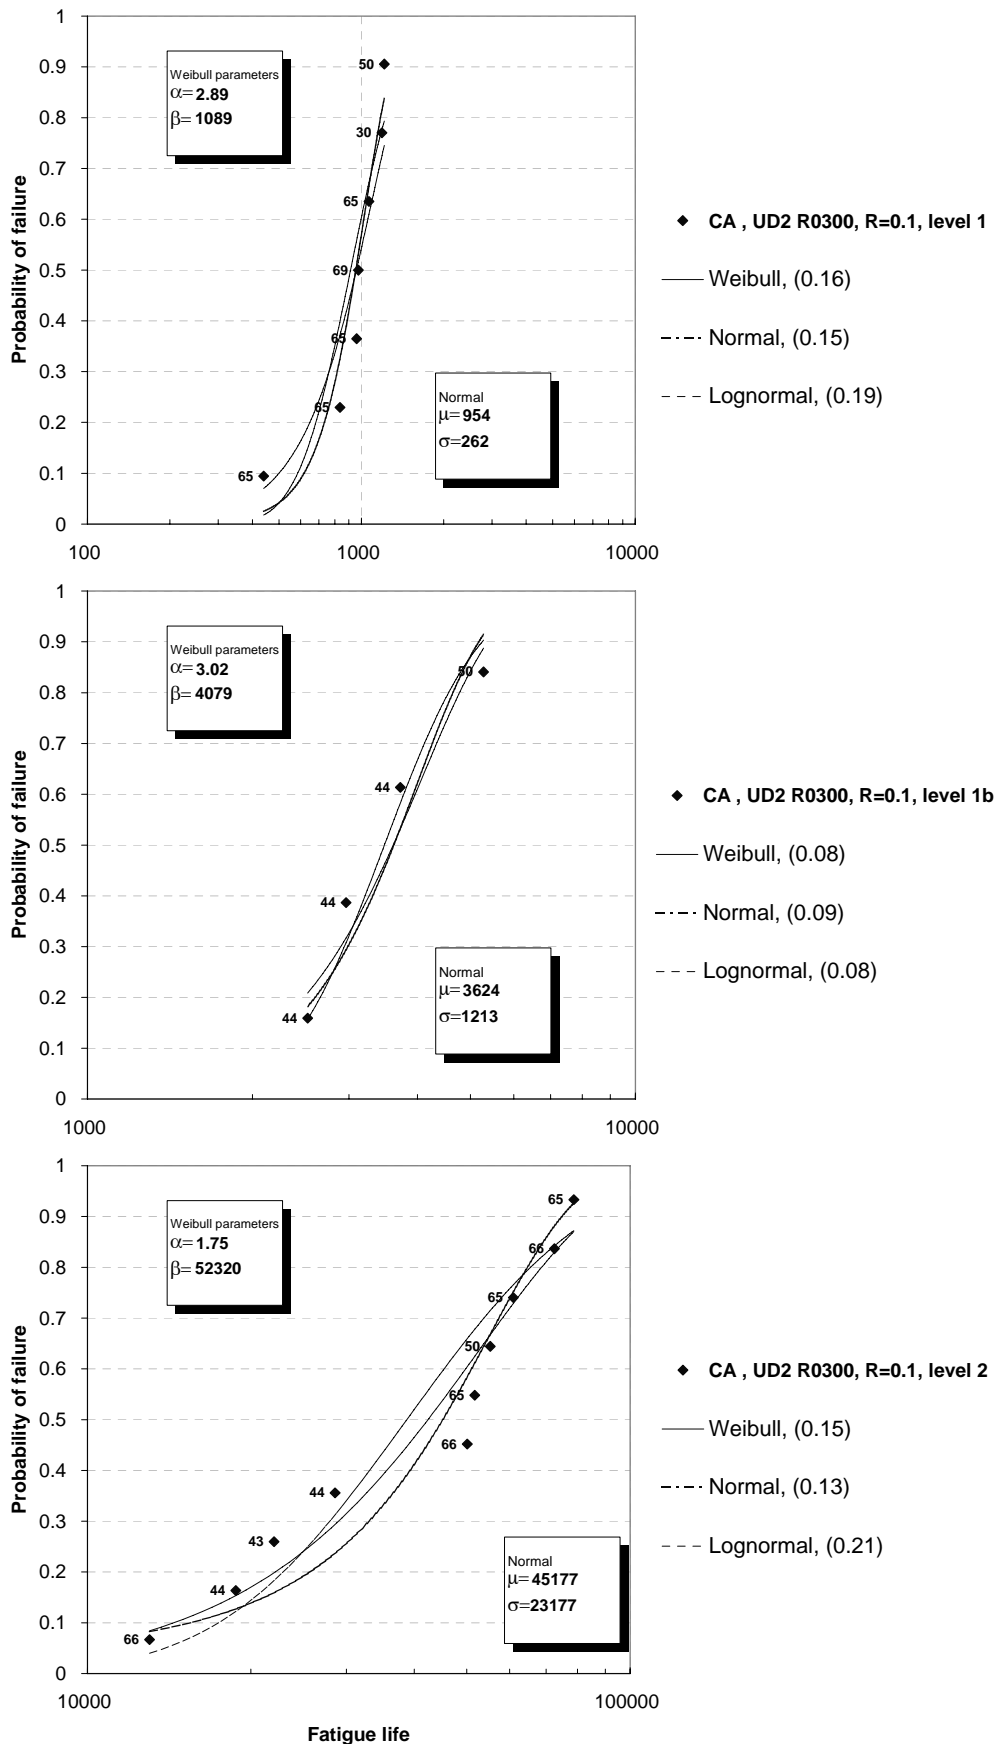 1
0.9
0.8
0.7
0.6
0.5
0.4
0.3
0.2
0.1
0
Probability of failure
Weibull parameters
α= 2.89
β= 1089
50
30
65
69
65
65
65
Normal
μ= 954
σ=262
100
1000
10000
CA , UD2 R0300, R=0.1, level 1
Weibull, (0.16)
Normal, (0.15)
Lognormal, (0.19)
1
0.9
0.8
0.7
0.6
0.5
0.4
0.3
0.2
0.1
0
Probability of failure
Weibull parameters
α= 3.02
β= 4079
50
44
44
44
Normal
μ= 3624
σ=1213
1000
10000
CA , UD2 R0300, R=0.1, level 1b
Weibull, (0.08)
Normal, (0.09)
Lognormal, (0.08)
1
0.9
0.8
0.7
0.6
0.5
0.4
0.3
0.2
0.1
0
Probability of failure
Weibull parameters
α= 1.75
β= 52320
65
66
65
50
65
66
44
43
44
66
Normal
μ= 45177
σ=23177
10000
100000
Fatigue life
CA , UD2 R0300, R=0.1, level 2
Weibull, (0.15)
Normal, (0.13)
Lognormal, (0.21)